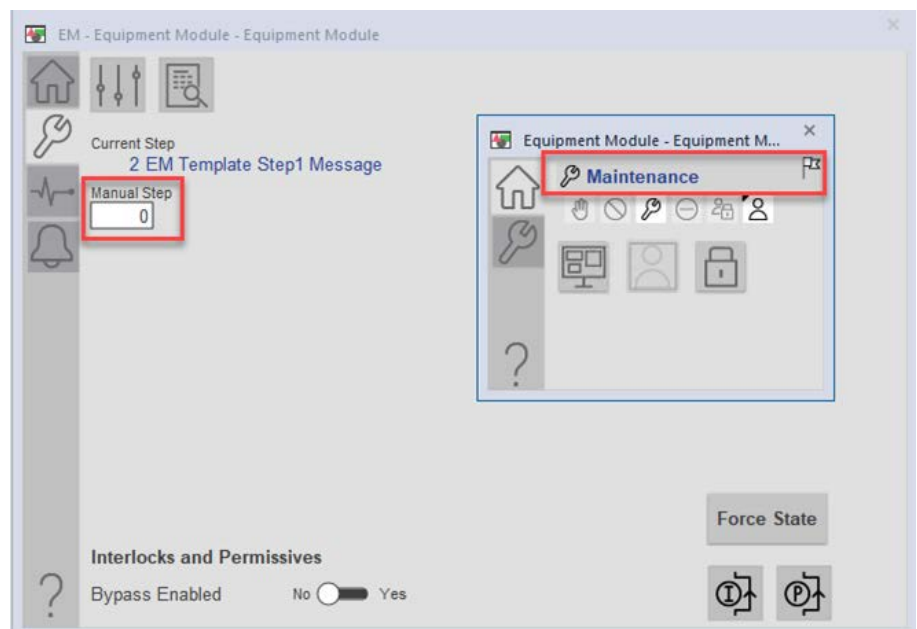 EM - Equipment Module - Equipment Module
Current Step
2 EM Template Step1 Message
Manual Step
0
Equipment Module - Equipment M...
Maintenance
Force State
Interlocks and Permissives
Bypass Enabled No Yes
I P
?
?